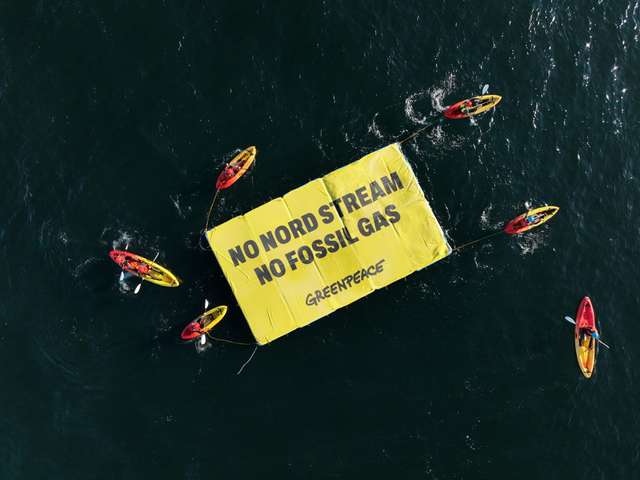 NO NORD STREAM
NO FOSSIL GAS
GREENPEACE